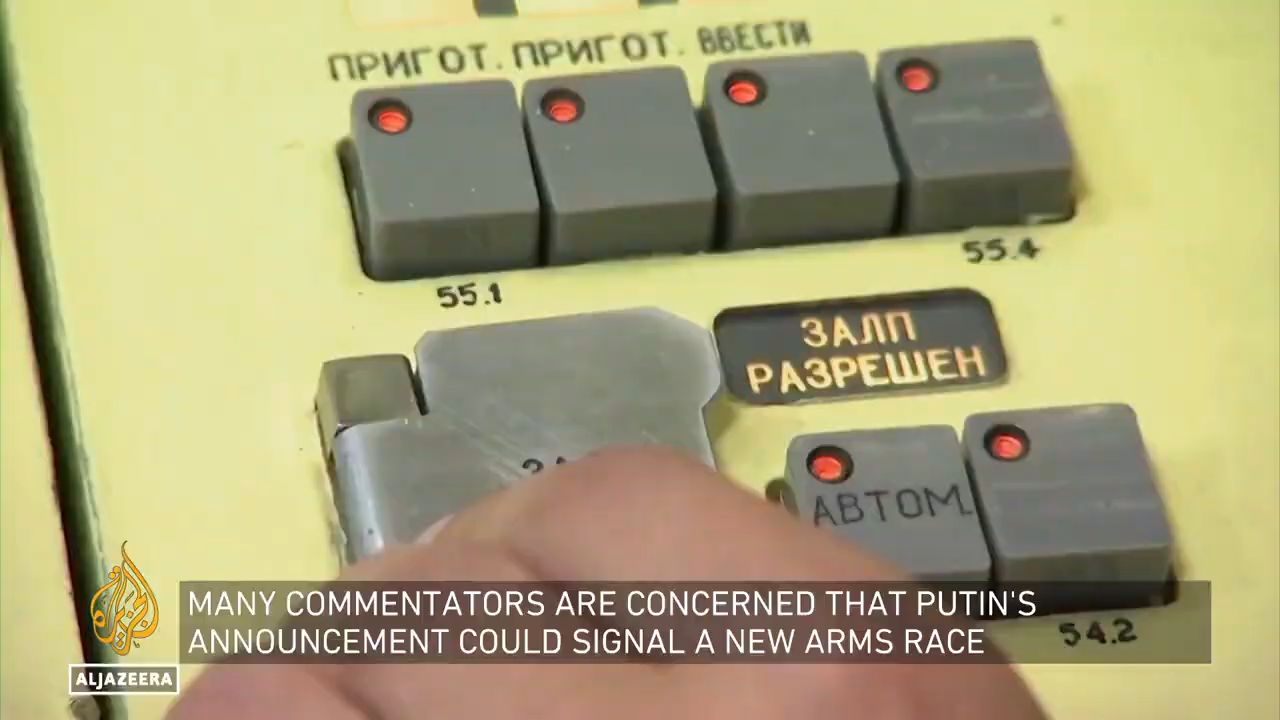 ПРИГОТ. ПРИГОТ. ВВЕСТИ
55.1
55.4
ЗАЛП
РАЗРЕШЕН
АВТОМ.
54.2
MANY COMMENTATORS ARE CONCERNED THAT PUTIN'S
ANNOUNCEMENT COULD SIGNAL A NEW ARMS RACE
الجزيرة
ALJAZEERA